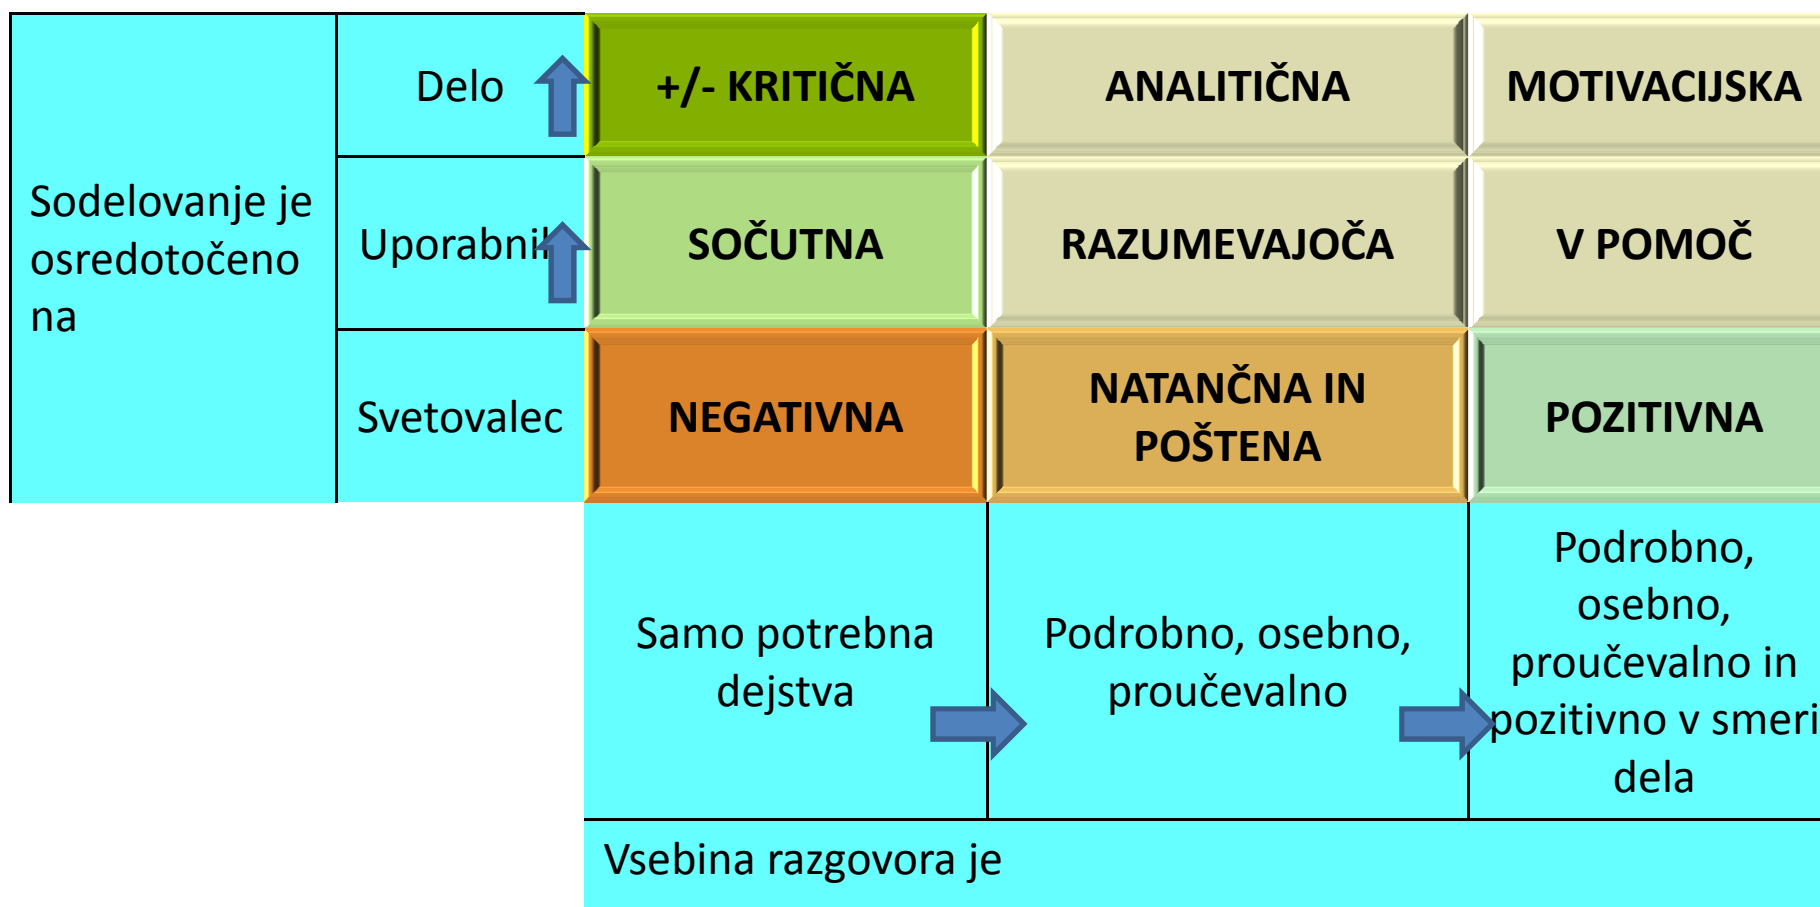 Sodelovanje je
osredotočeno
na
Delo
+/- KRITIČNA
ANALITIČNA
MOTIVACIJSKA
Uporabnik
SOČUTNA
RAZUMEVAJOČA
V POMOČ
Svetovalec
NEGATIVNA
NATANČNA IN
POŠTENA
POZITIVNA
Samo potrebna
dejstva
Podrobno, osebno,
proučevalno
Podrobno,
osebno,
proučevalno in
pozitivno v smeri
dela
Vsebina razgovora je